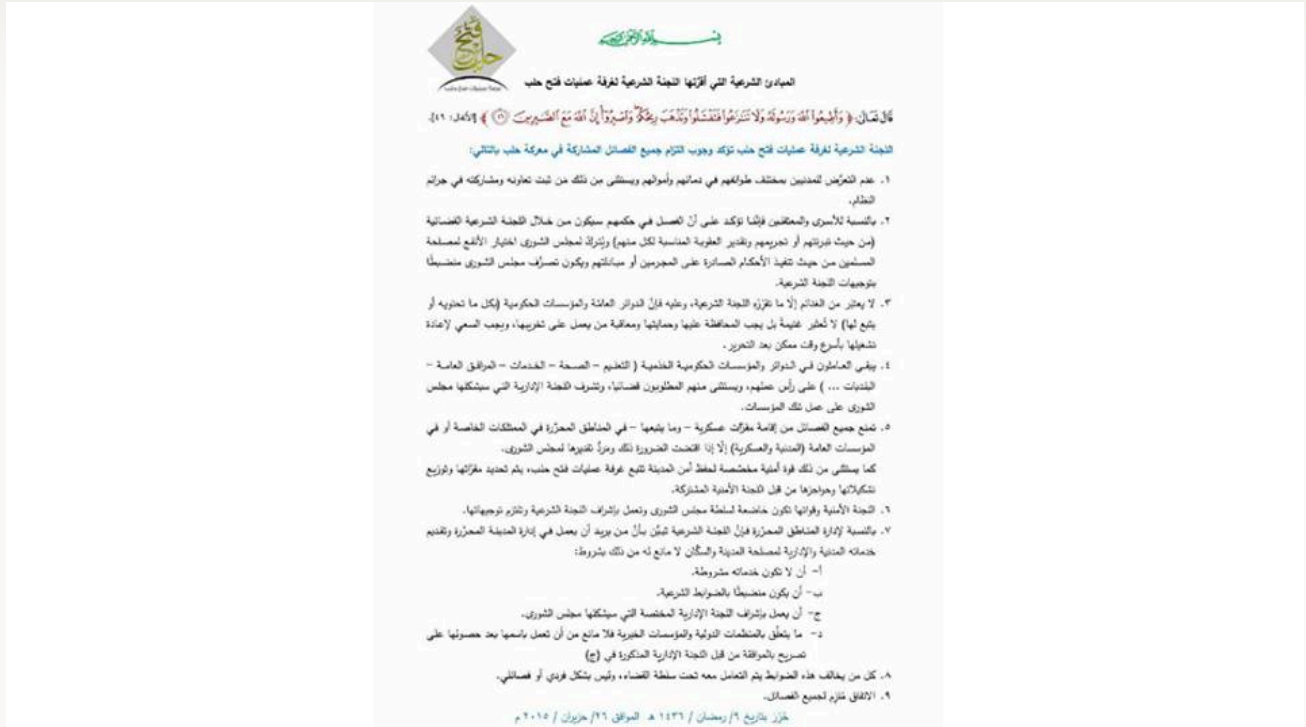 فتح
حلب
بسم الله الرحمن الرحيم
المبادئ الشرعية التي أقرّتها اللجنة الشرعية لغرفة عمليات فتح حلب
قال تعالى: ﴿ وَأَطِيعُوا اللَّهَ وَرَسُولَهُ وَلَا تَنَازَعُوا فَتَفْشَلُوا وَتَذْهَبَ رِيحُكُمْ وَاصْبِرُوا إِنَّ اللَّهَ مَعَ الصَّابِرِينَ ﴾ [الأنفال: ٤٦].
اللجنة الشرعية لغرفة عمليات فتح حلب تؤكد وجوب التزام جميع الفصائل المشاركة في معركة حلب بالتالي:
١. عدم التعرّض للمدنيين بمختلف طوائفهم في دمائهم وأموالهم ويستثنى من ذلك من ثبت تعاونه ومشاركته في جرائم
النظام.
٢. بالنسبة للأسرى والمعتقلين فإنّنا نؤكد على أنّ الفصل في حكمهم سيكون من خلال اللجنة الشرعية القضائية
(من حيث تبرئتهم أو تجريمهم وتقدير العقوبة المناسبة لكل منهم) ويُترك لمجلس الشورى اختيار الأنفع لمصلحة
المسلمين من حيث تنفيذ الأحكام الصادرة على المجرمين أو مبادلتهم ويكون تصرّف مجلس الشورى منضبطًا
بتوجيهات اللجنة الشرعية.
٣. لا يعتبر من الغنائم إلّا ما تقرّره اللجنة الشرعية، وعليه فإنّ الدوائر العامّة والمؤسسات الحكومية (بكل ما تحتويه أو
يتبع لها) لا تُعتبر غنيمةً بل يجب المحافظة عليها وحمايتها ومعاقبة من يعمل على تخريبها، ويجب السعي لإعادة
تشغيلها بأسرع وقت ممكن بعد التحرير.
٤. يبقى العاملون في الدوائر والمؤسسات الحكومية الخدمية ( التعليم – الصحة – الخدمات – المرافق العامة –
البلديات ... ) على رأس عملهم، ويستثنى منهم المطلوبون قضائيا، وتشرف اللجنة الإدارية التي سيشكلها مجلس
الشورى على عمل تلك المؤسسات.
٥. تمنع جميع الفصائل من إقامة مقرّات عسكرية – وما يتبعها – في المناطق المحرّرة في الممتلكات الخاصة أو في
المؤسسات العامة (المدنية والعسكرية) إلّا إذا اقتضت الضرورة ذلك ومردّ تقديرها لمجلس الشورى.
كما يستثنى من ذلك قوة أمنية مخصّصة لحفظ أمن المدينة تتبع غرفة عمليات فتح حلب، يتم تحديد مقرّاتها وتوزيع
تشكيلاتها وحواجزها من قبل اللجنة الأمنية المشتركة.
٦. اللجنة الأمنية وقواتها تكون خاضعة لسلطة مجلس الشورى وتعمل بإشراف اللجنة الشرعية وتلتزم توجيهاتها.
٧. بالنسبة لإدارة المناطق المحرّرة فإنّ اللجنة الشرعية تبيّن بأنّ من يريد أن يعمل في إدارة المدينة المحرّرة وتقديم
خدماته المدنية والإدارية لمصلحة المدينة والسكّان لا مانع له من ذلك بشروط:
أ- أن لا تكون خدماته مشروطة.
ب- أن يكون منضبطًا بالضوابط الشرعية.
ج- أن يعمل بإشراف اللجنة الإدارية المختصة التي سيشكلها مجلس الشورى.
د- ما يتعلّق بالمنظمات الدولية والمؤسسات الخيرية فلا مانع من أن تعمل باسمها بعد حصولها على
تصريح بالموافقة من قبل اللجنة الإدارية المذكورة في (ج)
٨. كل من يخالف هذه الضوابط يتم التعامل معه تحت سلطة القضاء، وليس بشكل فردي أو فصائلي.
٩. الاتفاق مُلزم لجميع الفصائل.
حُرّر بتاريخ ٩/ رمضان / ١٤٣٦ هـ الموافق ٢٦/ حزيران / ٢٠١٥ م